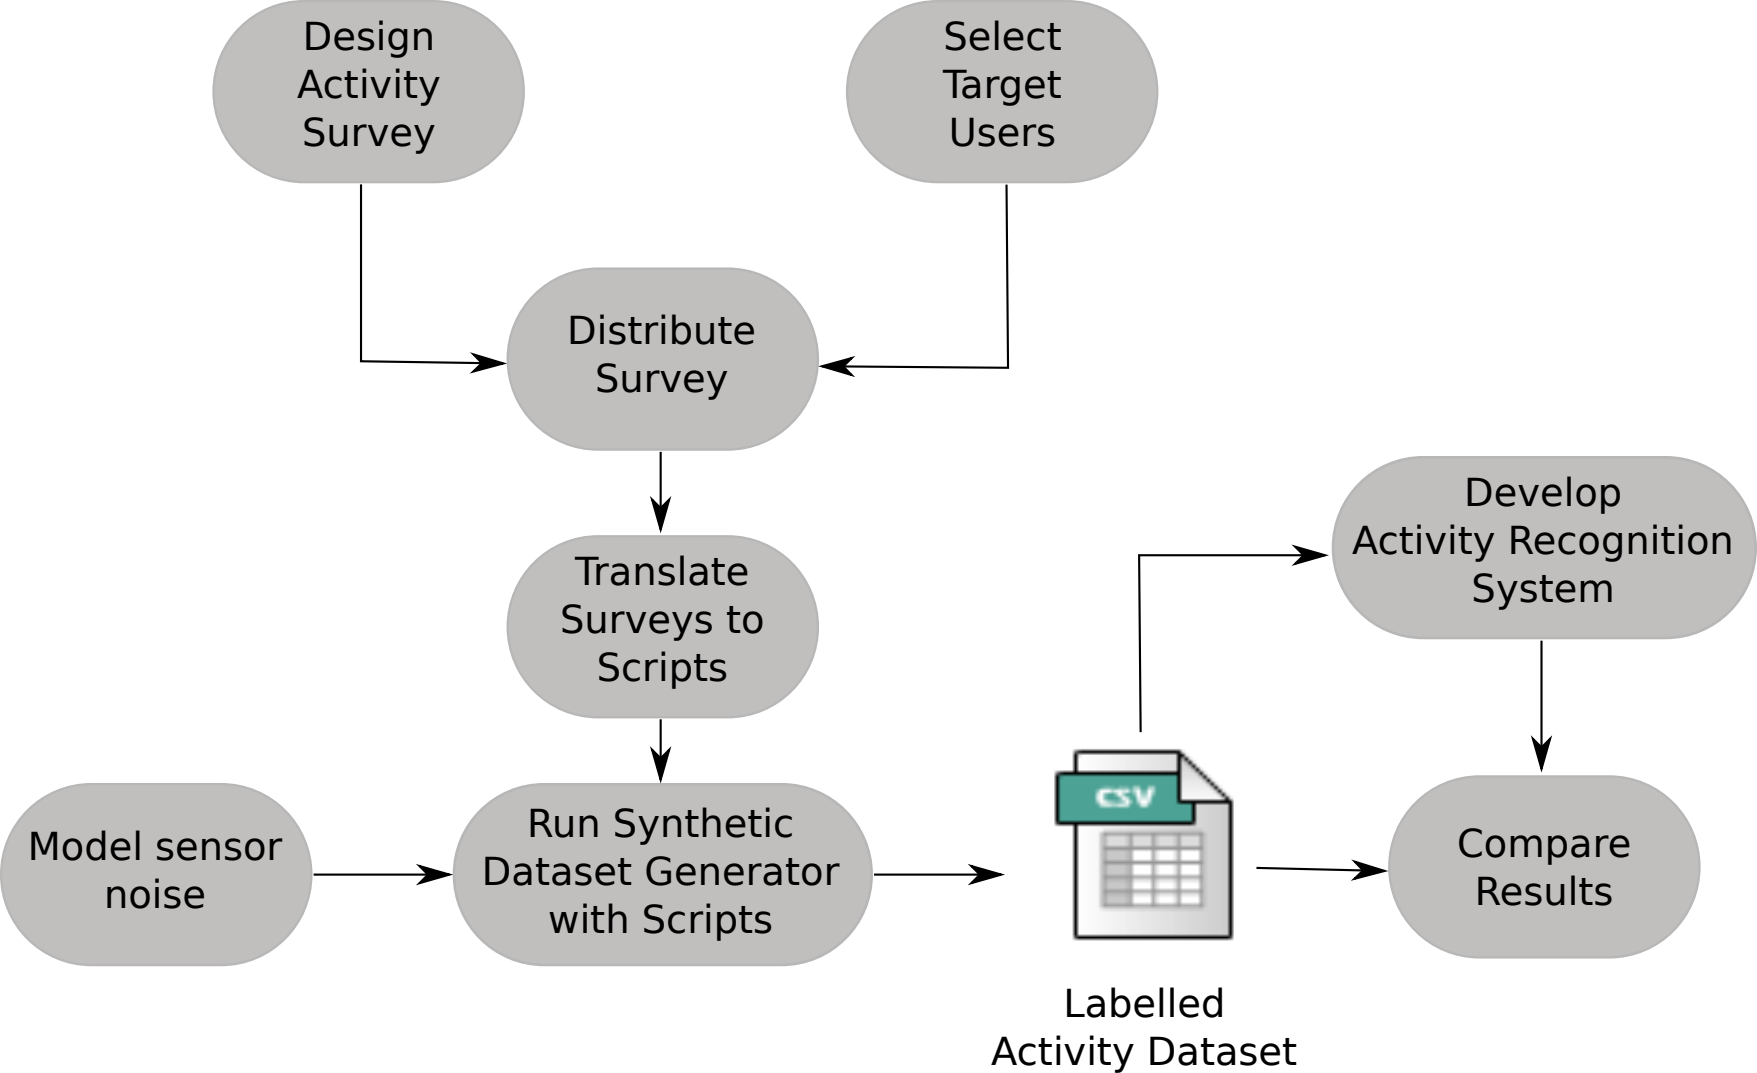 Design
Activity
Survey
Select
Target
Users
Distribute
Survey
Translate
Surveys to
Scripts
Develop
Activity Recognition
System
Model sensor
noise
Run Synthetic
Dataset Generator
with Scripts
CSV
Compare
Results
Labelled
Activity Dataset